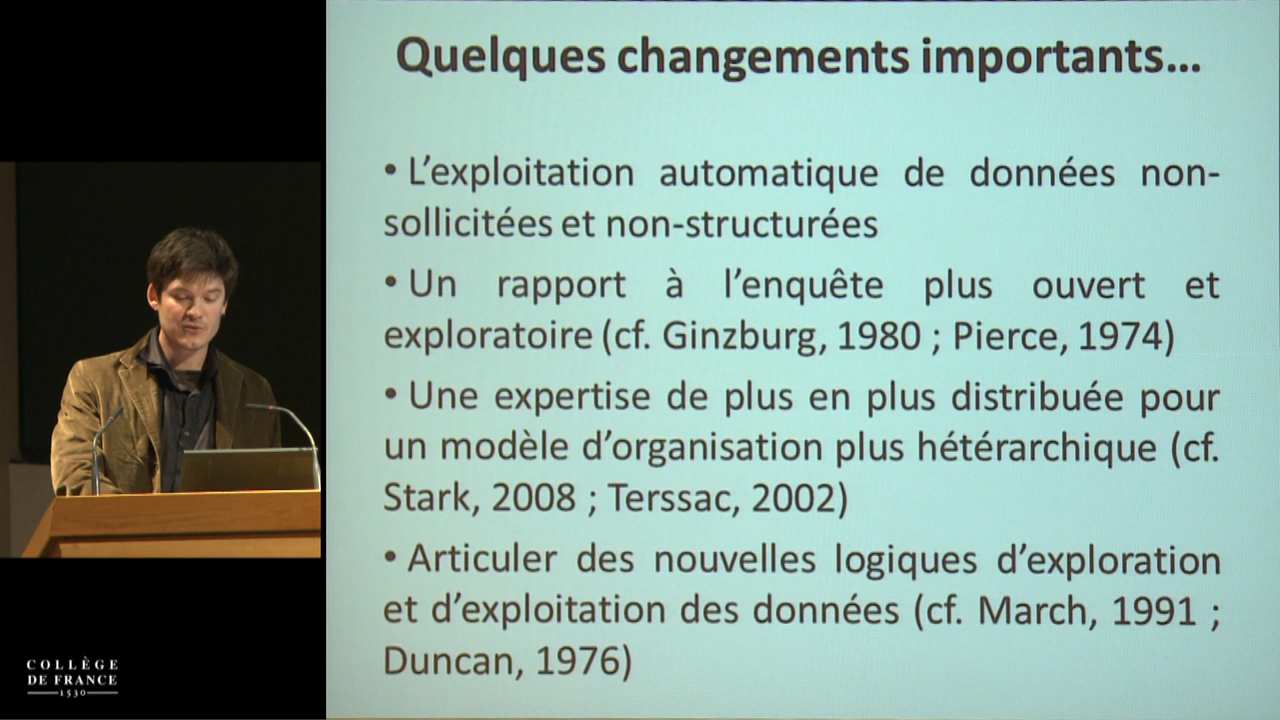 Quelques changements importants...
• L'exploitation automatique de données non-
sollicitées et non-structurées
• Un rapport à l'enquête plus ouvert et
exploratoire (cf. Ginzburg, 1980 ; Pierce, 1974)
• Une expertise de plus en plus distribuée pour
un modèle d'organisation plus hétérarchique (cf.
Stark, 2008 ; Terssac, 2002)
• Articuler des nouvelles logiques d'exploration
et d'exploitation des données (cf. March, 1991 ;
Duncan, 1976)
COLLÈGE
DE FRANCE
1530